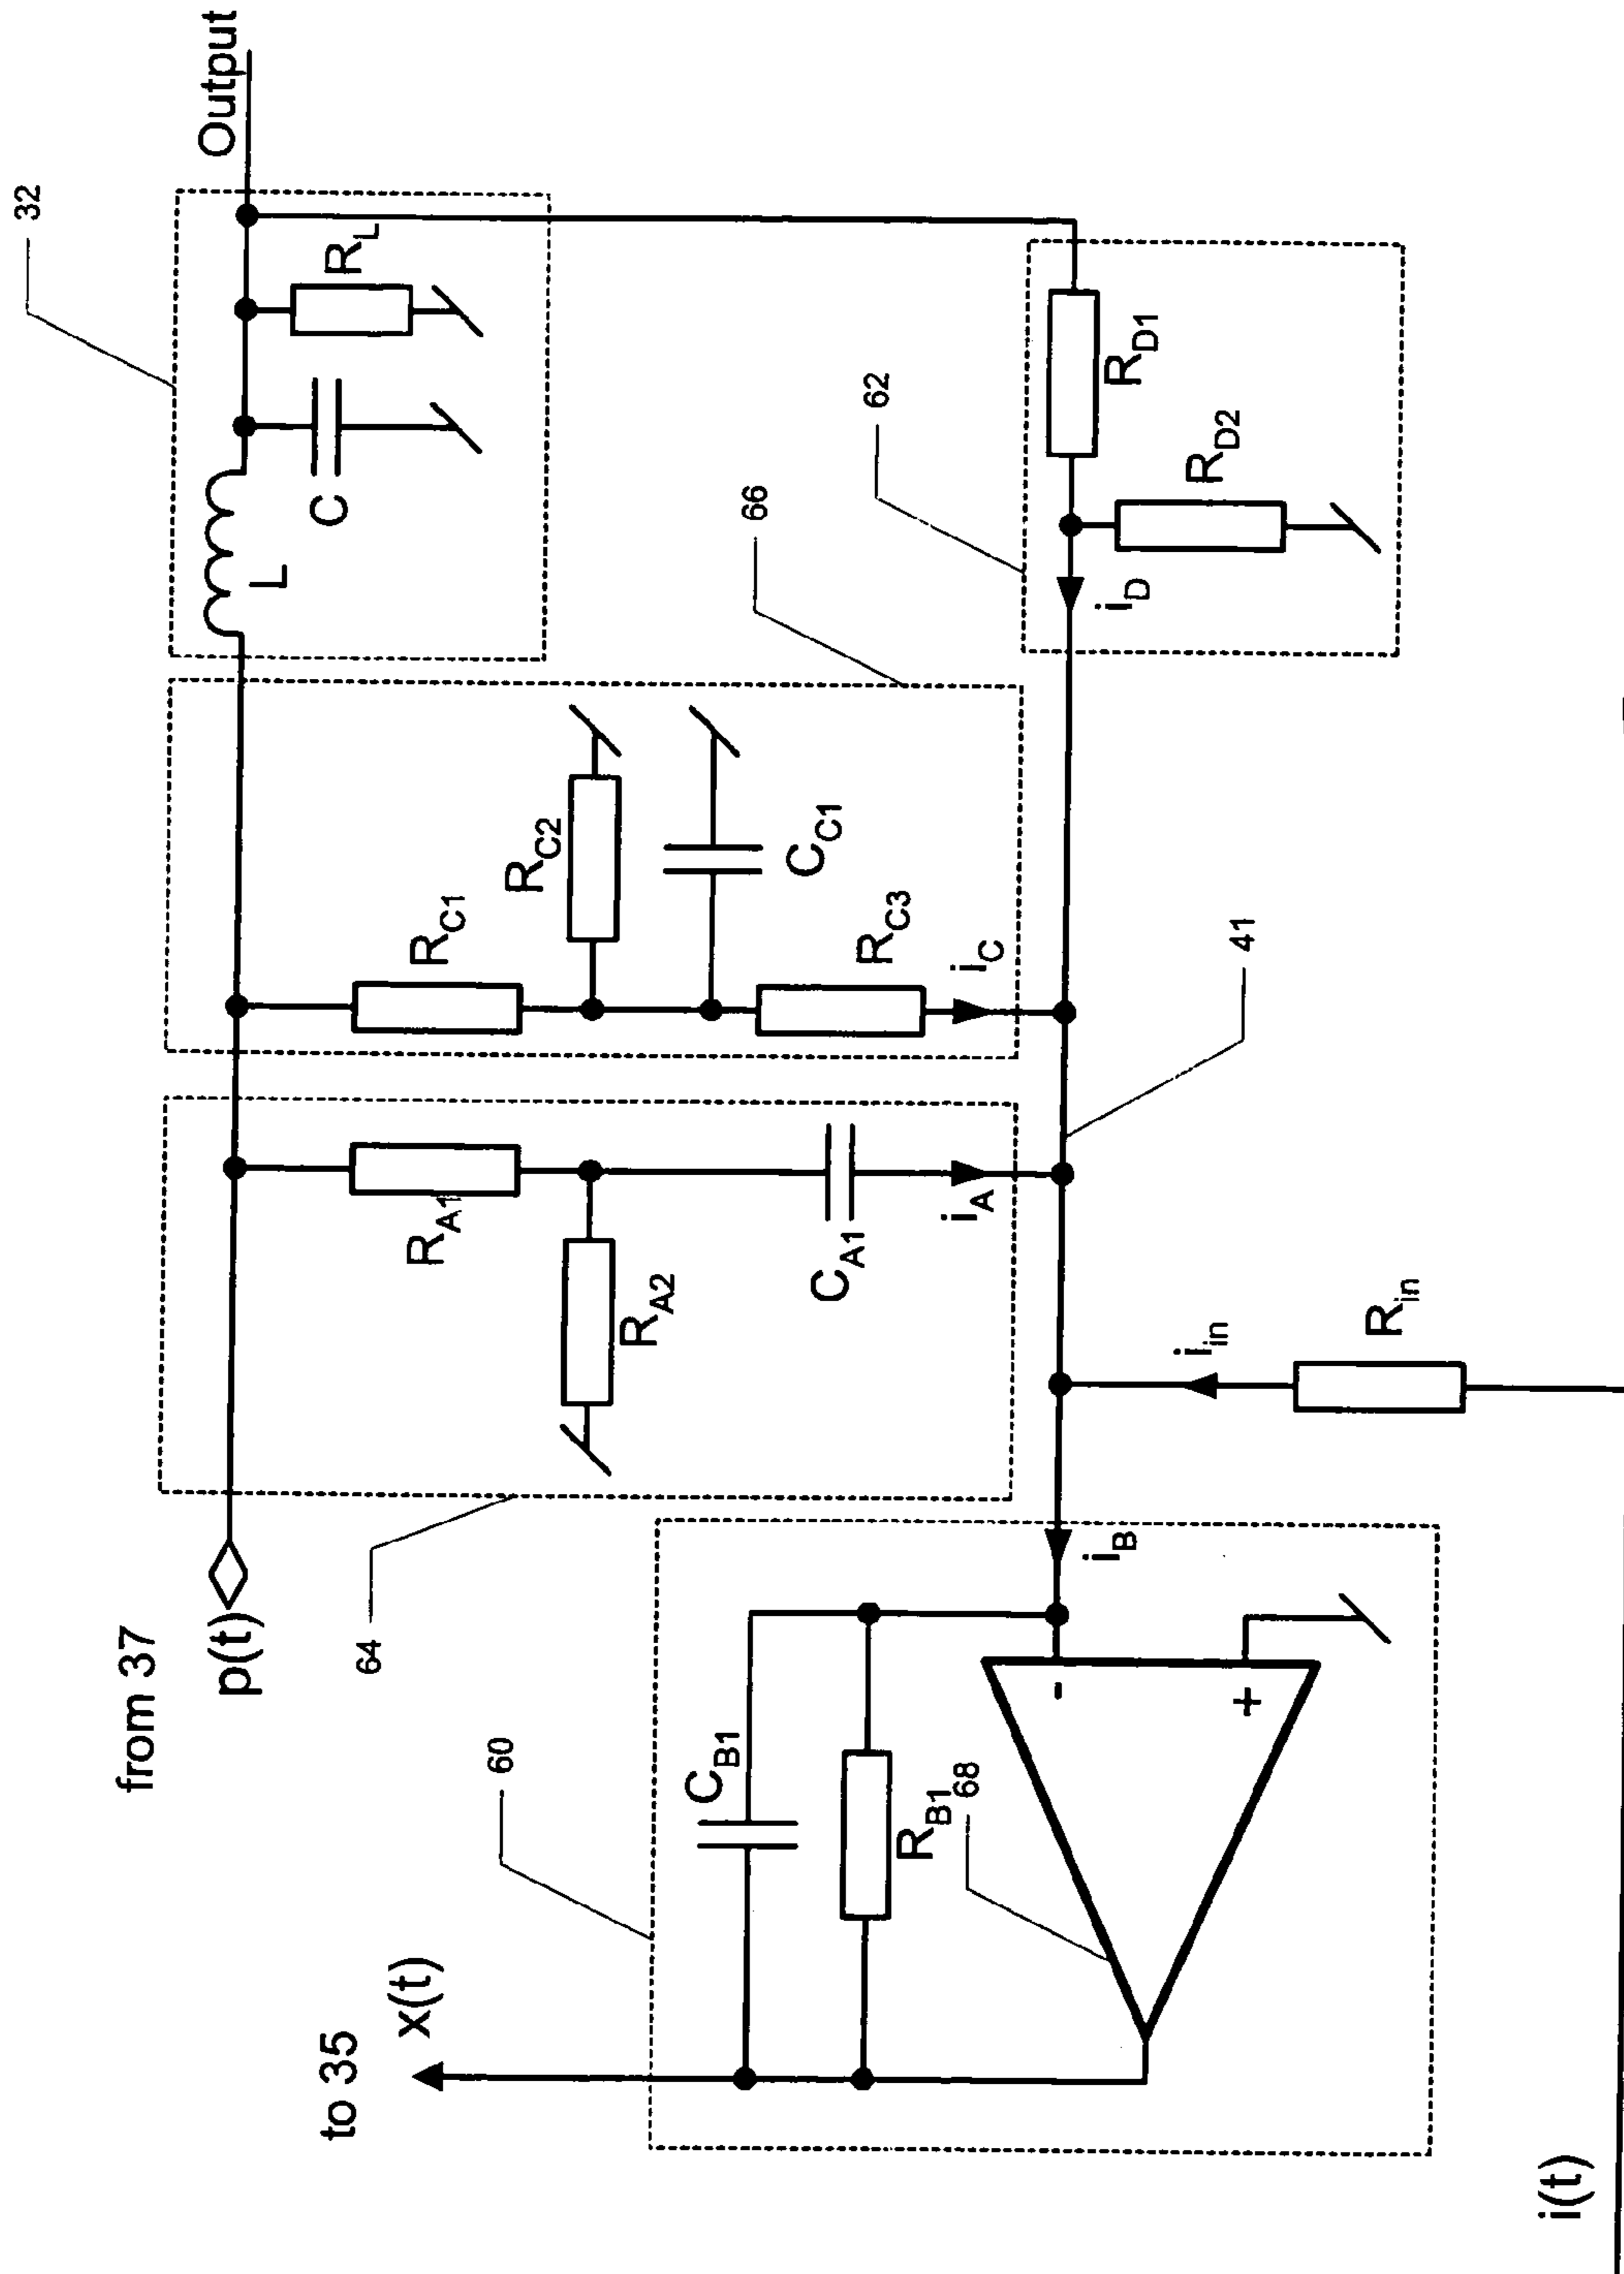 from 37
p(t)
to 35
x(t)
64
60
R_A1
R_A2
C_A1
i_A
R_C1
R_C2
C_C1
R_C3
i_C
66
32
L
C
R_L
Output
62
R_D1
R_D2
i_D
41
i_in
R_in
i_B
C_B1
R_B1
68
-
+
i(t)